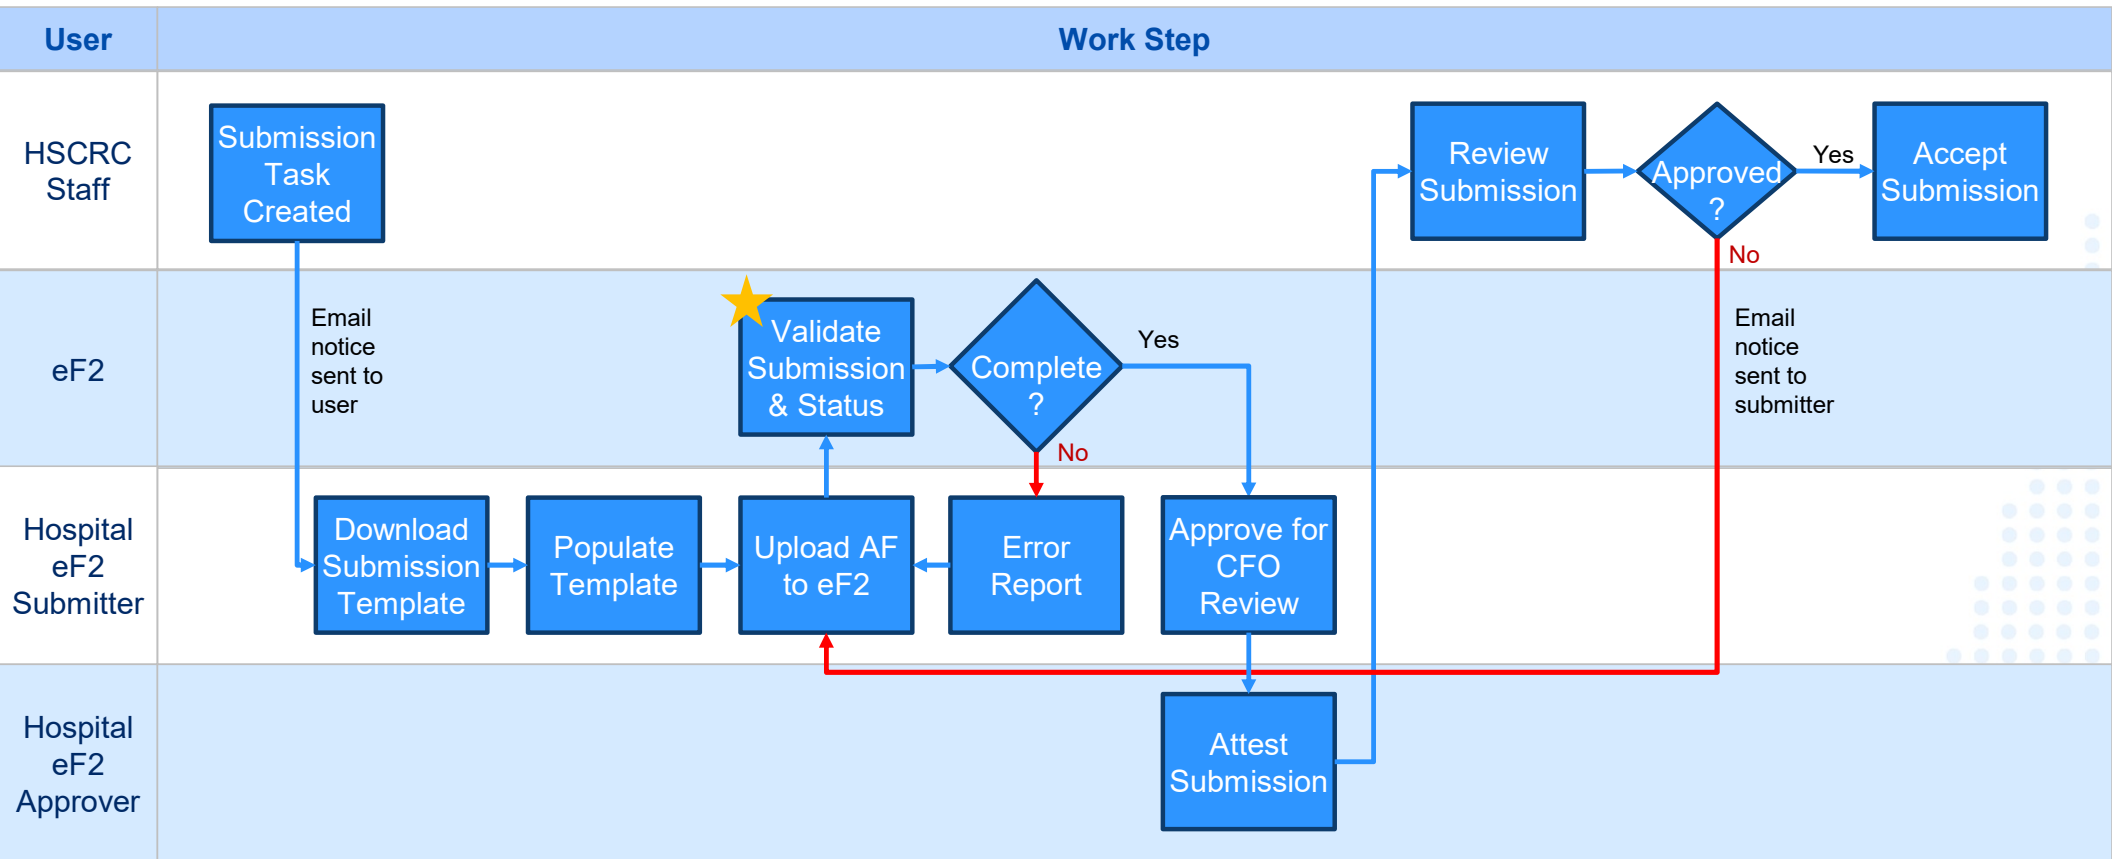 User
Work Step
HSCRC
Staff
Submission
Task
Created
Review
Submission
Approved
?
Yes
Accept
Submission
No
eF2
Email
notice
sent to
user
Validate
Submission
& Status
Complete
?
Yes
No
Email
notice
sent to
submitter
Hospital
eF2
Submitter
Download
Submission
Template
Populate
Template
Upload AF
to eF2
Error
Report
Approve for
CFO
Review
Hospital
eF2
Approver
Attest
Submission